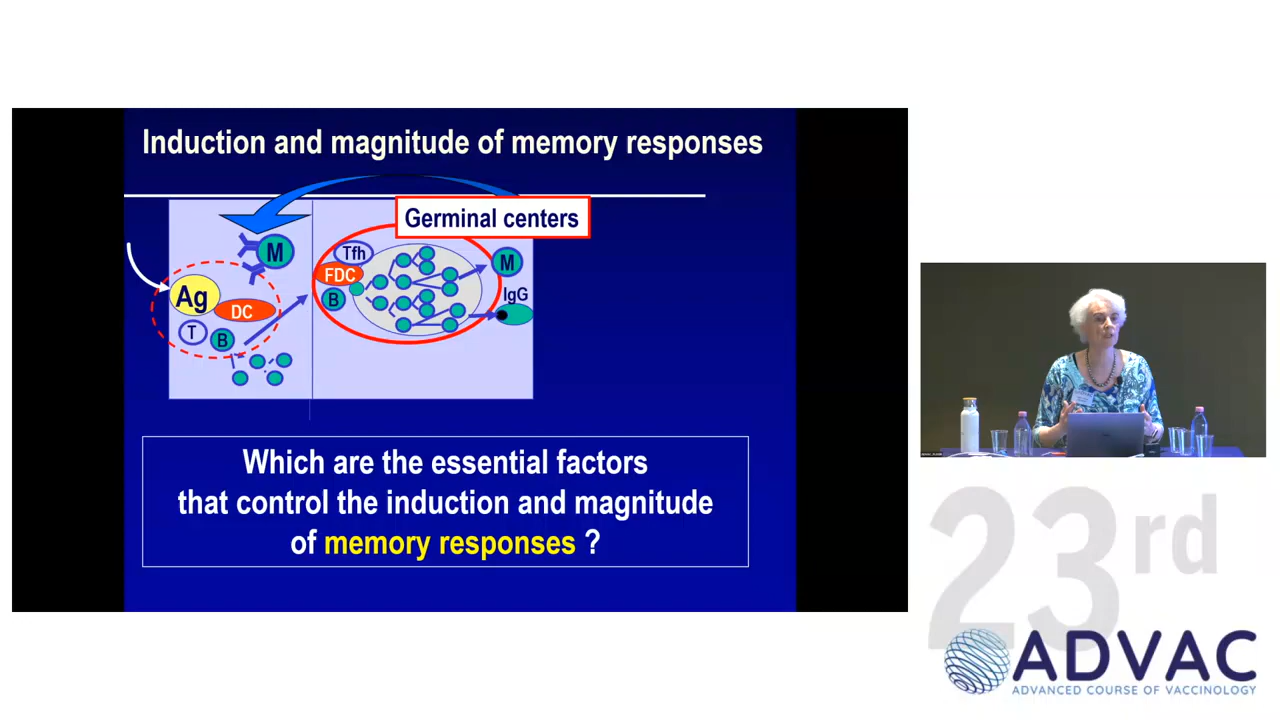 Induction and magnitude of memory responses
Germinal centers
M
Tfh
FDC
M
Ag
DC
B
IgG
T
B
Which are the essential factors
that control the induction and magnitude
of memory responses ?
23rd
ADVAC
ADVANCED COURSE OF VACCINOLOGY